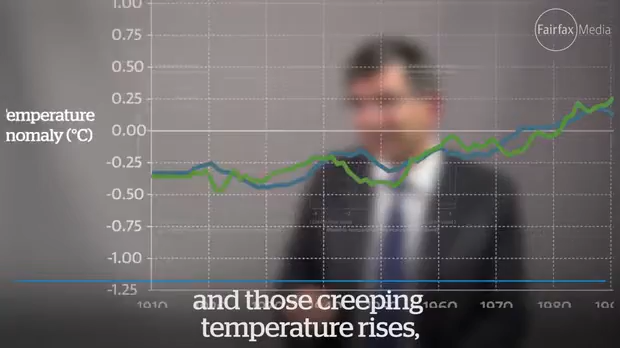 Fairfax Media
1.00
0.75
0.50
0.25
0.00
-0.25
-0.50
-0.75
-1.00
-1.25
Temperature
nomaly (°C)
1910 1960 1970 1980
and those creeping
temperature rises,